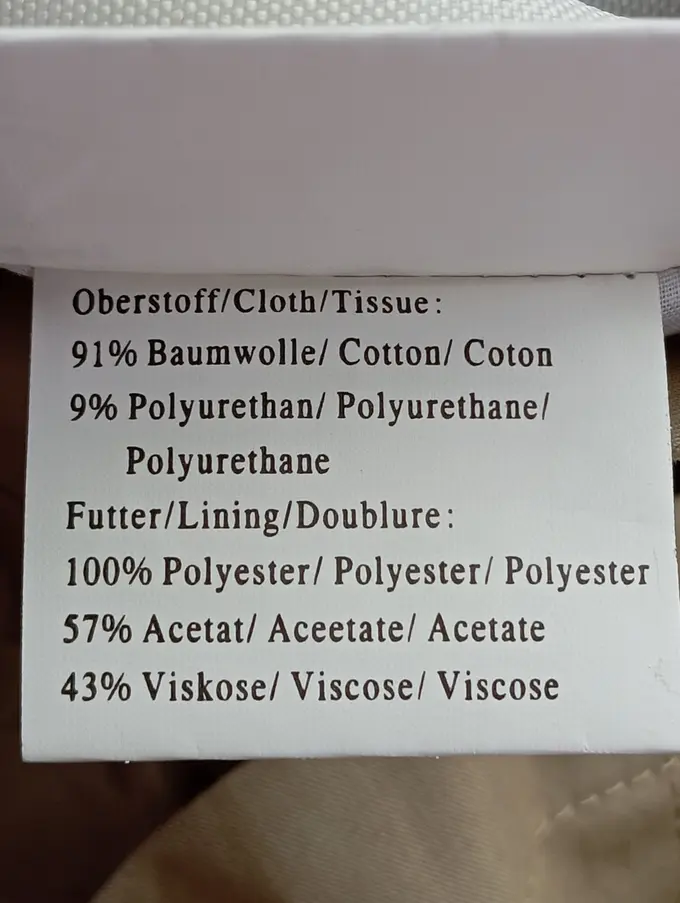 Oberstoff/Cloth/Tissue:
91% Baumwolle/ Cotton/ Coton
9% Polyurethan/ Polyurethane/
Polyurethane
Futter/Lining/Doublure:
100% Polyester/ Polyester/ Polyester
57% Acetat/ Aceetate/ Acetate
43% Viskose/ Viscose/ Viscose